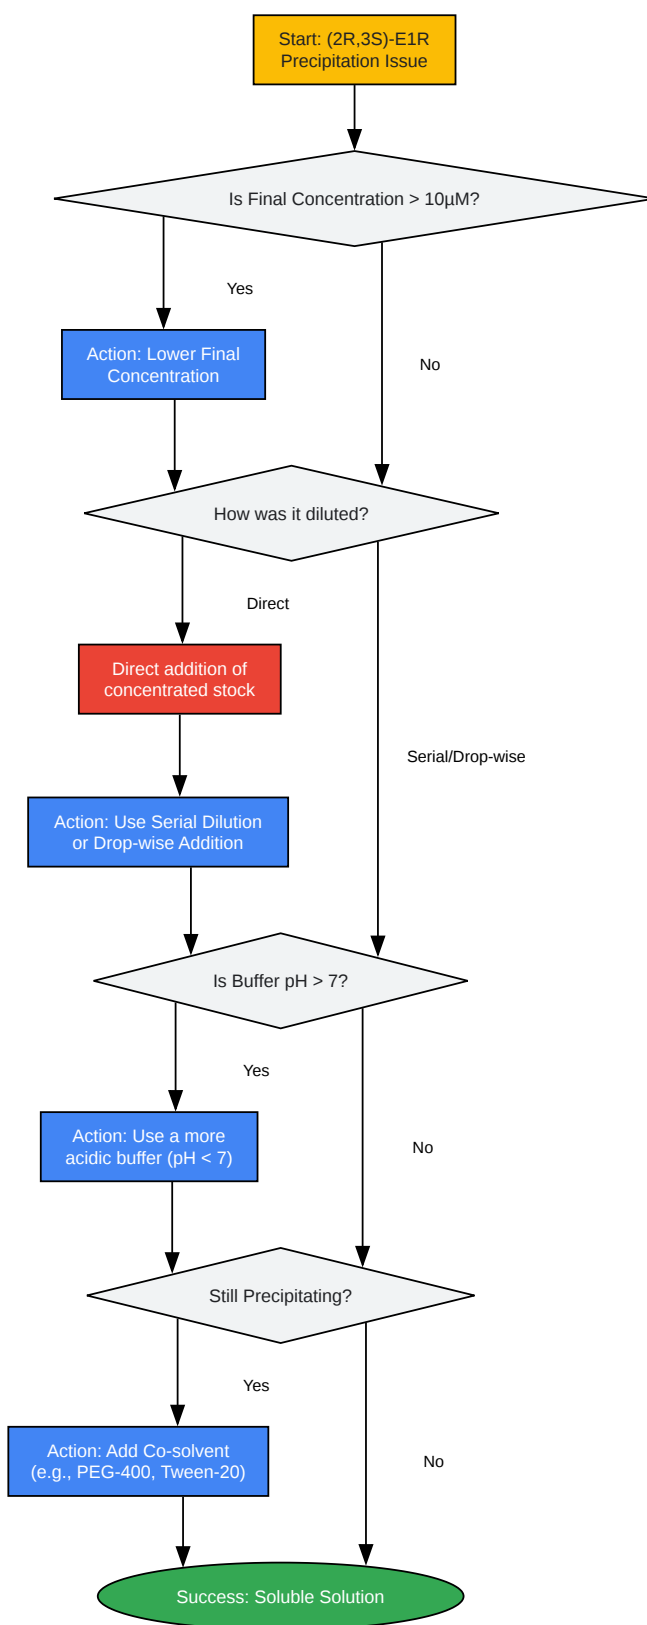 Start: (2R,3S)-E1R
Precipitation Issue
Is Final Concentration > 10µM?
Yes
Action: Lower Final
Concentration
No
How was it diluted?
Direct
Direct addition of
concentrated stock
Serial/Drop-wise
Action: Use Serial Dilution
or Drop-wise Addition
Is Buffer pH > 7?
Yes
Action: Use a more
acidic buffer (pH < 7)
No
Still Precipitating?
Yes
Action: Add Co-solvent
(e.g., PEG-400, Tween-20)
No
Success: Soluble Solution